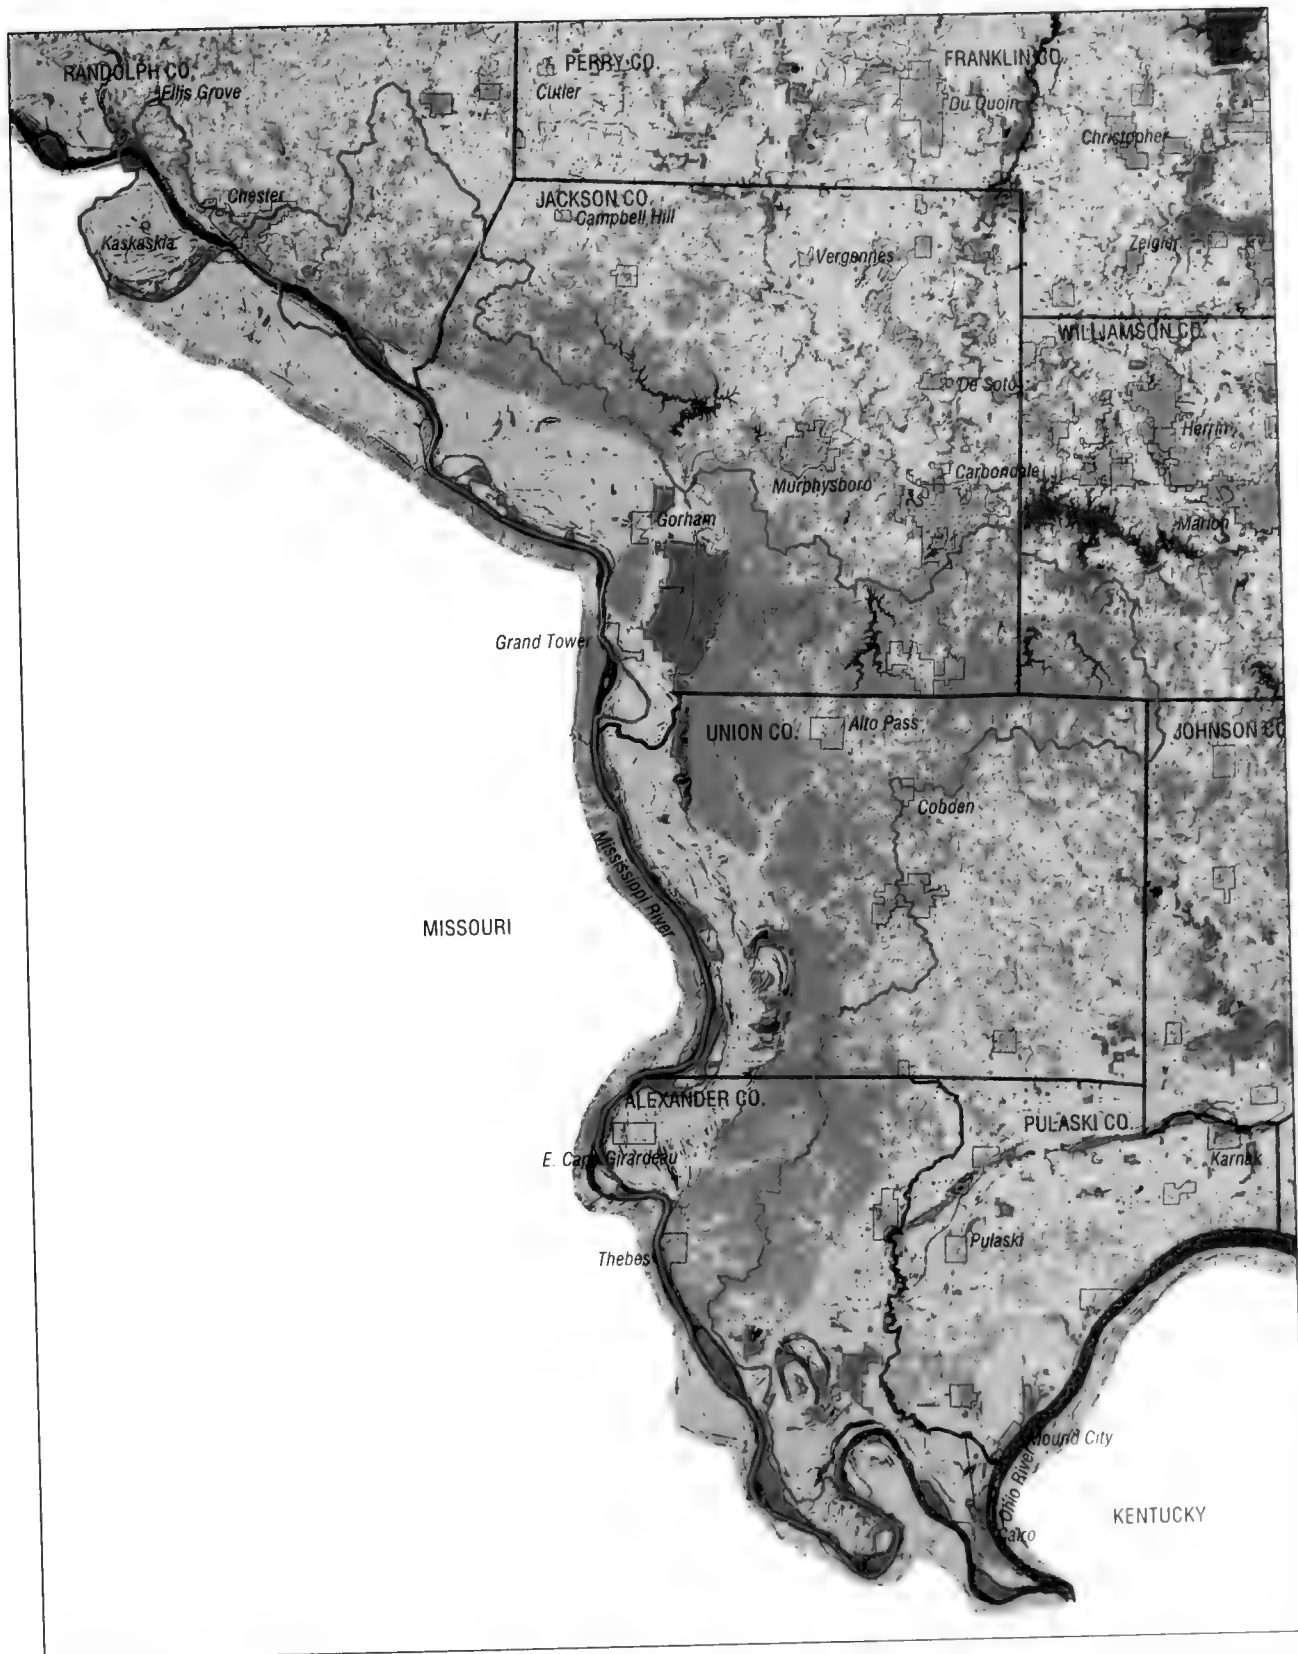 RANDOLPH CO.
PERRY CO.
FRANKLIN CO.
Ellis Grove
Cutler
Du Quoin
Christopher
Chester
JACKSON CO.
Campbell Hill
Kaskaskia
Vergennes
Zeigler
WILLIAMSON CO.
De Soto
Herrin
Carbondale
Murphysboro
Gorham
Marion
Grand Tower
UNION CO.
Alto Pass
JOHNSON CO
Cobden
Mississippi River
MISSOURI
ALEXANDER CO.
PULASKI CO.
E. Cape Girardeau
Karnak
Pulaski
Thebes
Mound City
Ohio River
KENTUCKY
Cairo